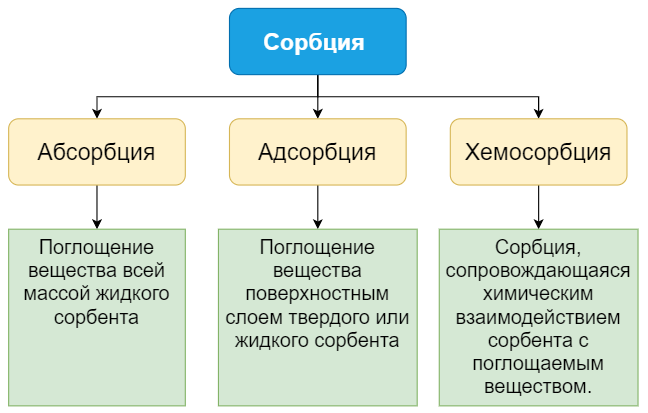 Сорбция
Абсорбция
Адсорбция
Хемосорбция
Поглощение
вещества всей
массой жидкого
сорбента
Поглощение
вещества
поверхностным
слоем твердого или
жидкого сорбента
Сорбция,
сопровождающаяся
химическим
взаимодействием
сорбента с
поглощаемым
веществом.